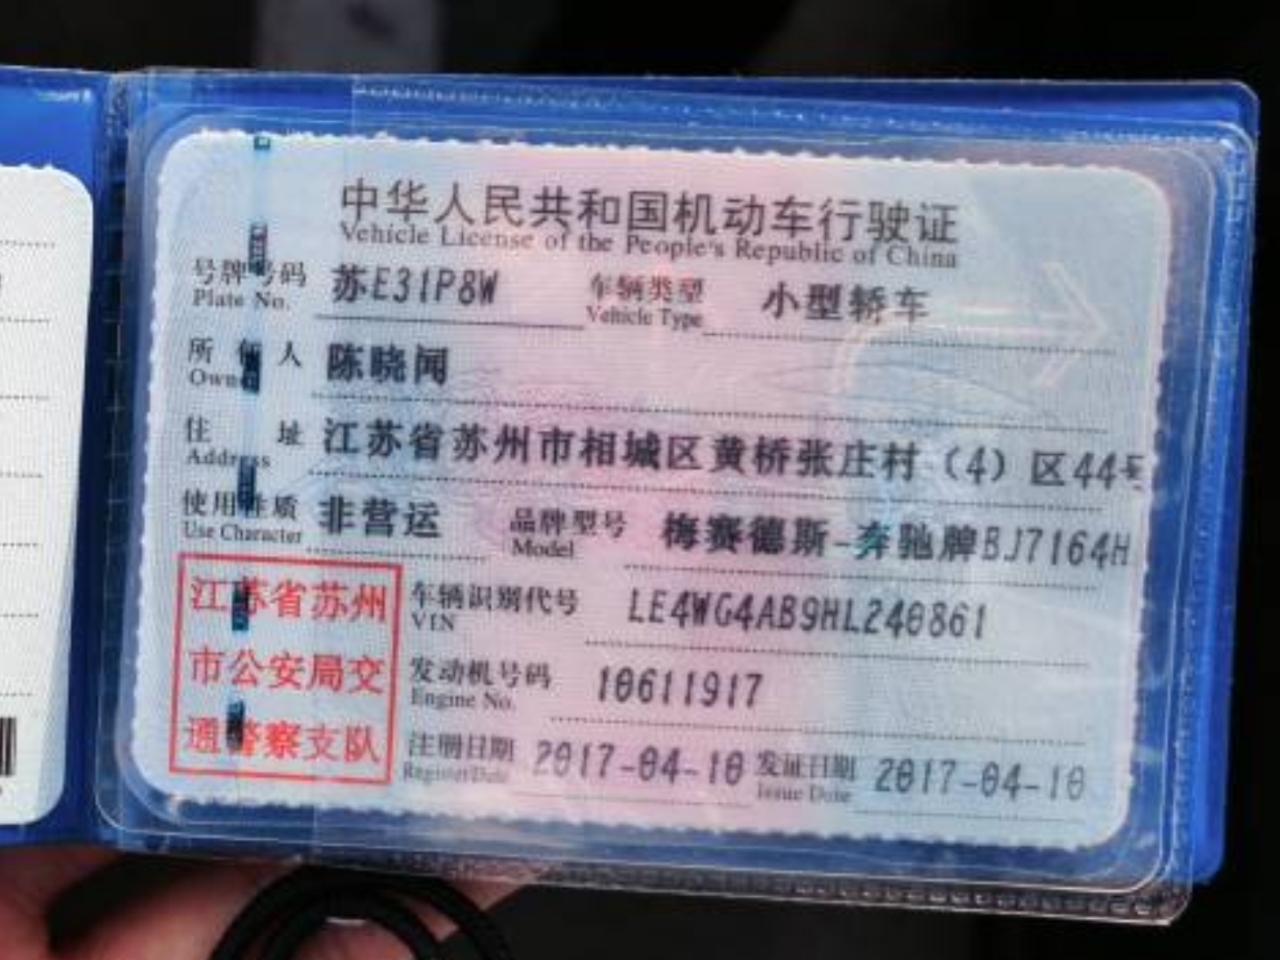 中华人民共和国机动车行驶证
Vehicle License of the People's Republic of China
号牌号码 苏E31P8W 车辆类型 小型轿车
Plate No. Vehicle Type
所有人 陈晓闻
Owner
住址 江苏省苏州市相城区黄桥张庄村（4）区44号
Address
使用性质 非营运 品牌型号 梅赛德斯-奔驰牌BJ7164H
Use Character Model
江苏省苏州 车辆识别代号 LE4WG4AB9HL240861
VIN
市公安局交 发动机号码 10611917
Engine No.
通警察支队 注册日期 2017-04-10 发证日期 2017-04-10
Register Date Issue Date